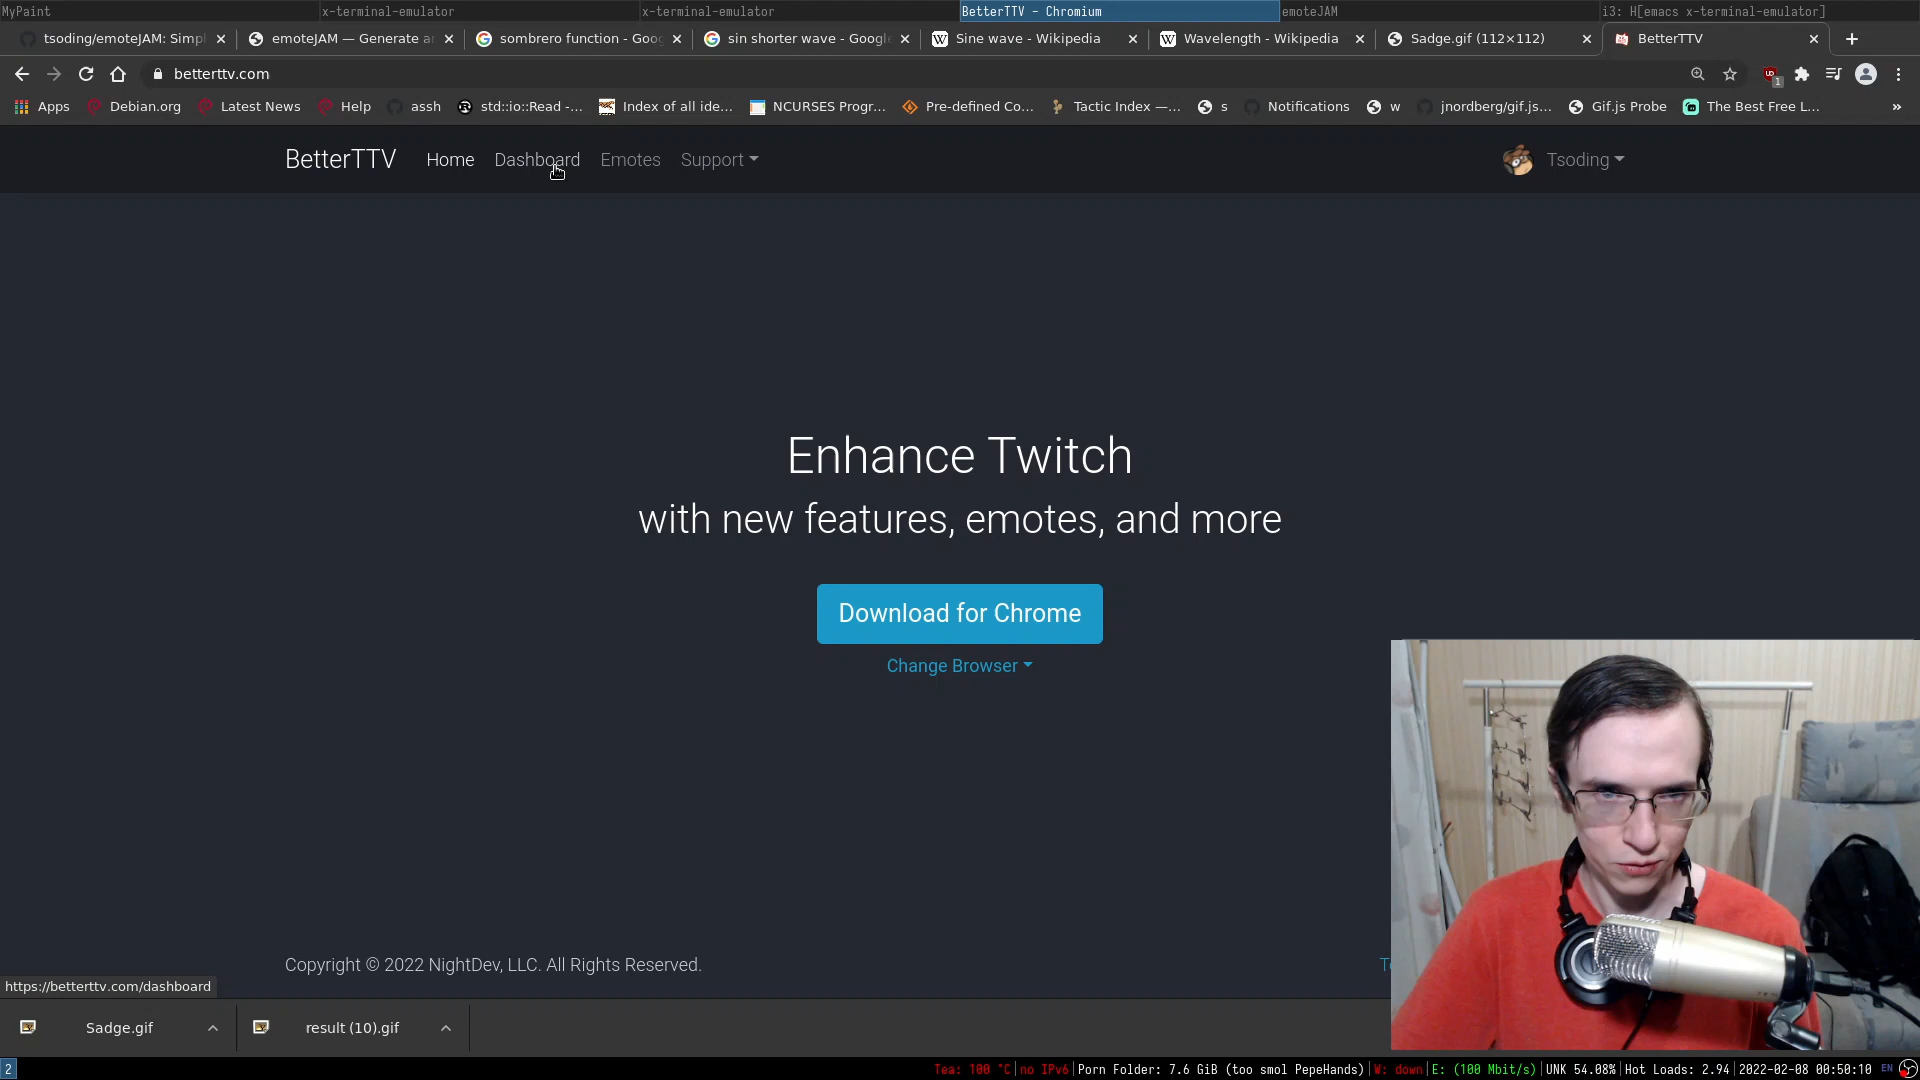 MyPaint
x-terminal-emulator
x-terminal-emulator
BetterTTV - Chromium
emoteJAM
i3: H[emacs x-terminal-emulator]
tsoding/emoteJAM: Simpl
emoteJAM — Generate an
sombrero function - Goog
sin shorter wave - Google
Sine wave - Wikipedia
Wavelength - Wikipedia
Sadge.gif (112×112)
BetterTTV
betterttv.com
1
Apps
Debian.org
Latest News
Help
assh
std::io::Read -...
Index of all ide...
NCURSES Progr...
Pre-defined Co...
Tactic Index —...
s
Notifications
w
jnordberg/gif.js...
Gif.js Probe
The Best Free L...
»
BetterTTV
Home
Dashboard
Emotes
Support
Tsoding
Enhance Twitch
with new features, emotes, and more
Download for Chrome
Change Browser
Copyright © 2022 NightDev, LLC. All Rights Reserved.
https://betterttv.com/dashboard
Sadge.gif
result (10).gif
2
Tea: 100 °C|no IPv6|Porn Folder: 7.6 GiB (too smol PepeHands)|W: down|E: (100 Mbit/s)|UNK 54.08%|Hot Loads: 2.94|2022-02-08 00:50:10
EN